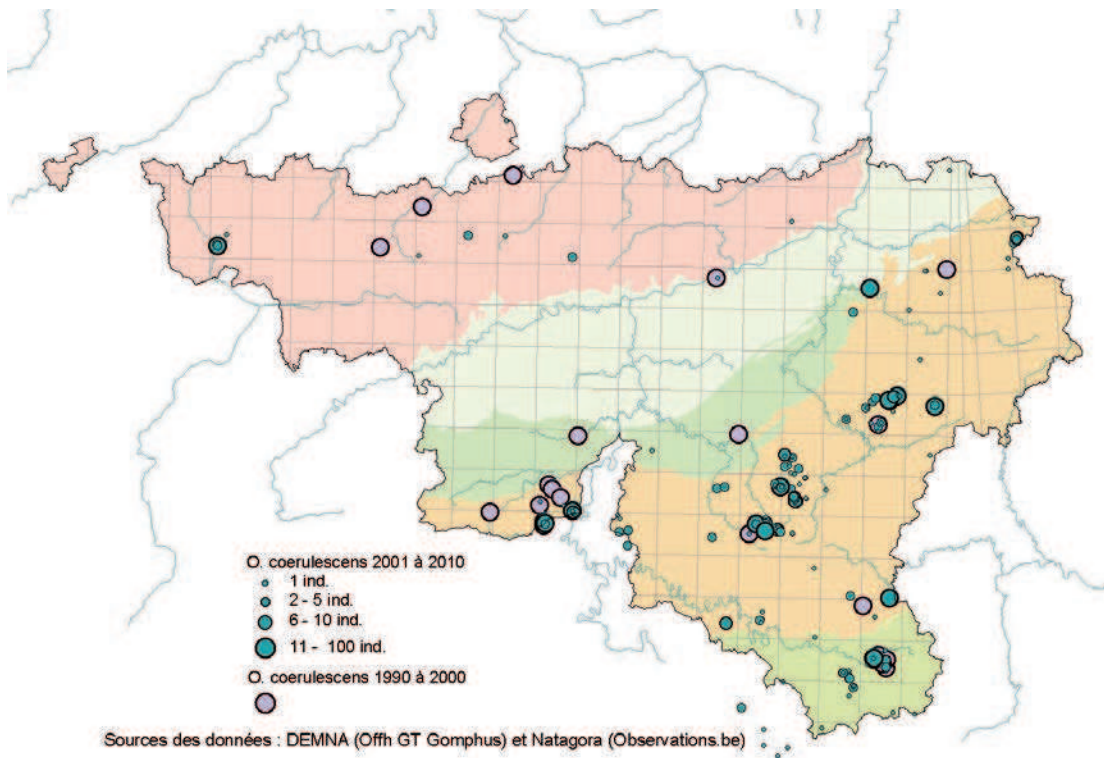 O. coerulescens 2001 à 2010
1 ind.
2 - 5 ind.
6 - 10 ind.
11 - 100 ind.
O. coerulescens 1990 à 2000
Sources des données : DEMNA (Offh GT Gomphus) et Natagora (Observations.be)